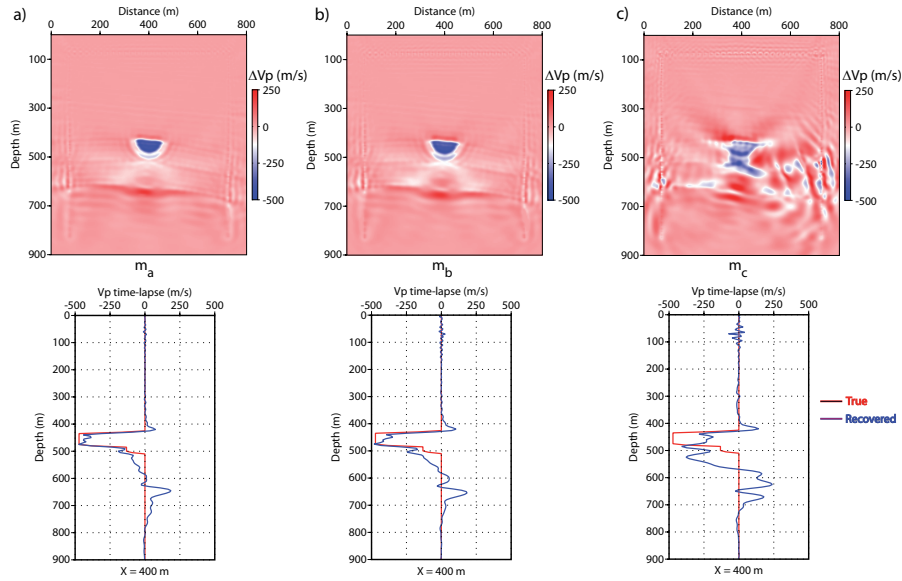 a)
Distance (m)
0 200 400 600 800
100
300
500
700
900
Depth (m)
ΔVp (m/s)
250
0
-250
-500
m_a
b)
Distance (m)
0 200 400 600 800
100
300
500
700
900
Depth (m)
ΔVp (m/s)
250
0
-250
-500
m_b
c)
Distance (m)
0 200 400 600 800
100
300
500
700
900
Depth (m)
ΔVp (m/s)
250
0
-250
-500
m_c
Vp time-lapse (m/s)
-500 -250 0 250 500
0
100
200
300
400
500
600
700
800
900
Depth (m)
X = 400 m
Vp time-lapse (m/s)
-500 -250 0 250 500
0
100
200
300
400
500
600
700
800
900
Depth (m)
X = 400 m
Vp time-lapse (m/s)
-500 -250 0 250 500
0
100
200
300
400
500
600
700
800
900
Depth (m)
X = 400 m
True
Recovered